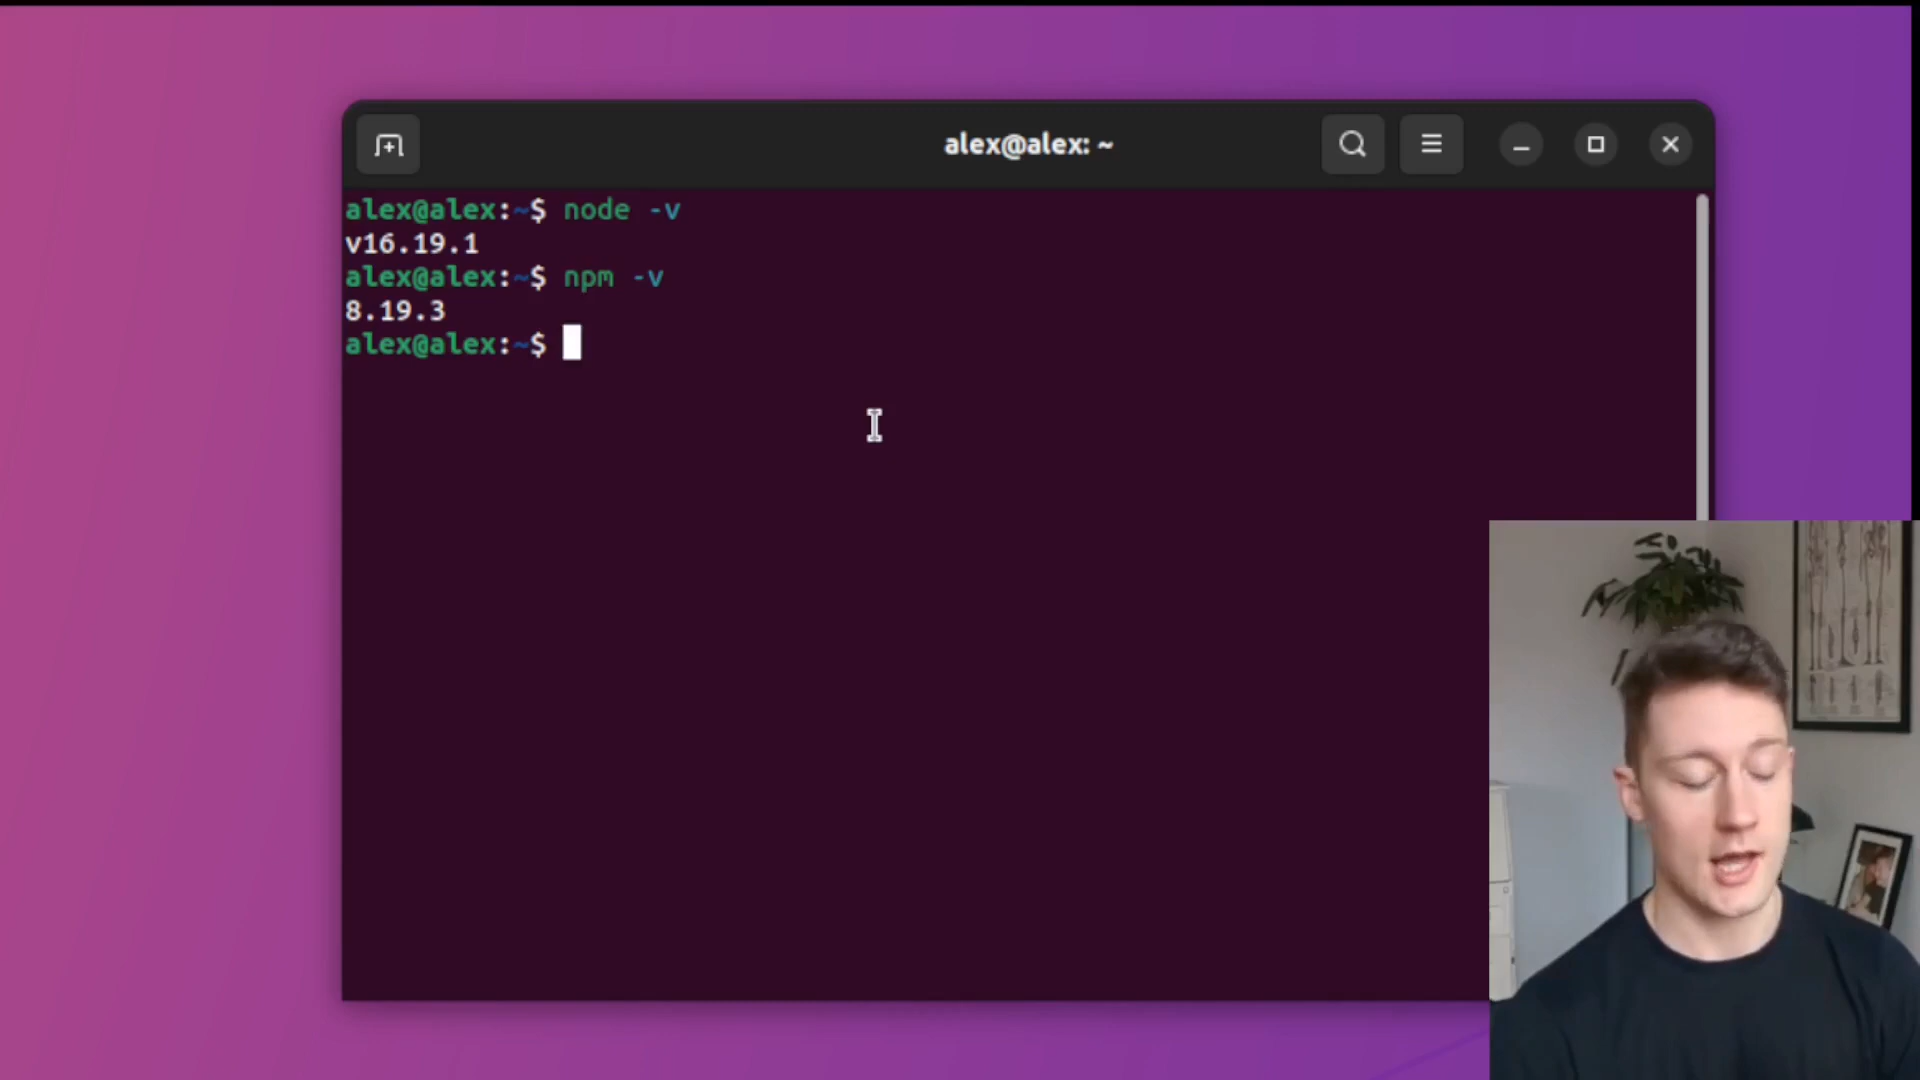 alex@alex: ~
alex@alex:~$ node -v
v16.19.1
alex@alex:~$ npm -v
8.19.3
alex@alex:~$